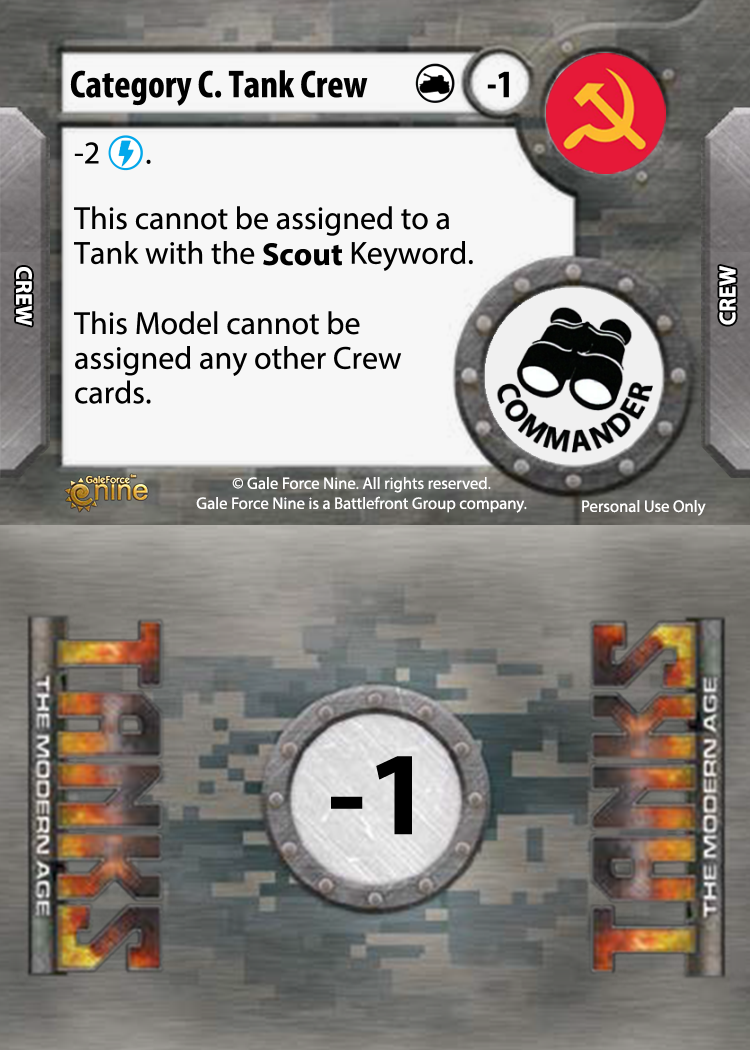 Category C. Tank Crew
-1
-2 .
This cannot be assigned to a
Tank with the Scout Keyword.
This Model cannot be
assigned any other Crew
cards.
CREW
CREW
COMMANDER
GaleForce™
nine
© Gale Force Nine. All rights reserved.
Gale Force Nine is a Battlefront Group company.
Personal Use Only
TANKS
THE MODERN AGE
-1
TANKS
THE MODERN AGE